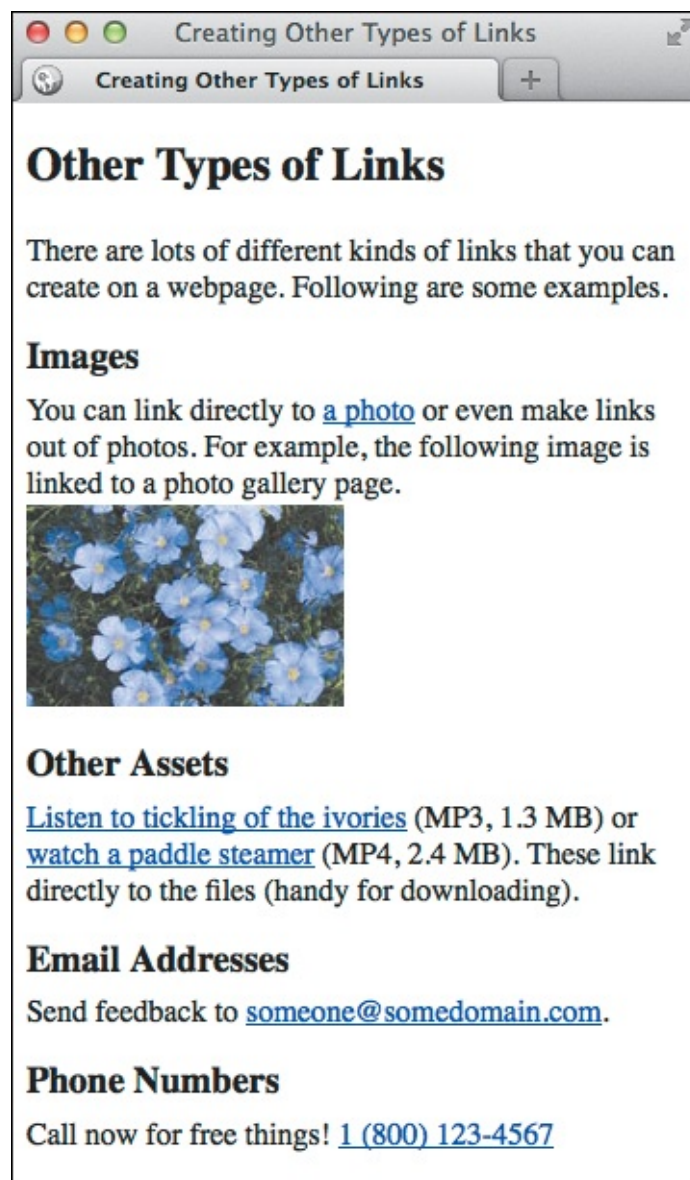 Creating Other Types of Links
Creating Other Types of Links
Other Types of Links
There are lots of different kinds of links that you can
create on a webpage. Following are some examples.
Images
You can link directly to a photo or even make links
out of photos. For example, the following image is
linked to a photo gallery page.
Other Assets
Listen to tickling of the ivories (MP3, 1.3 MB) or
watch a paddle steamer (MP4, 2.4 MB). These link
directly to the files (handy for downloading).
Email Addresses
Send feedback to someone@somedomain.com.
Phone Numbers
Call now for free things! 1 (800) 123-4567